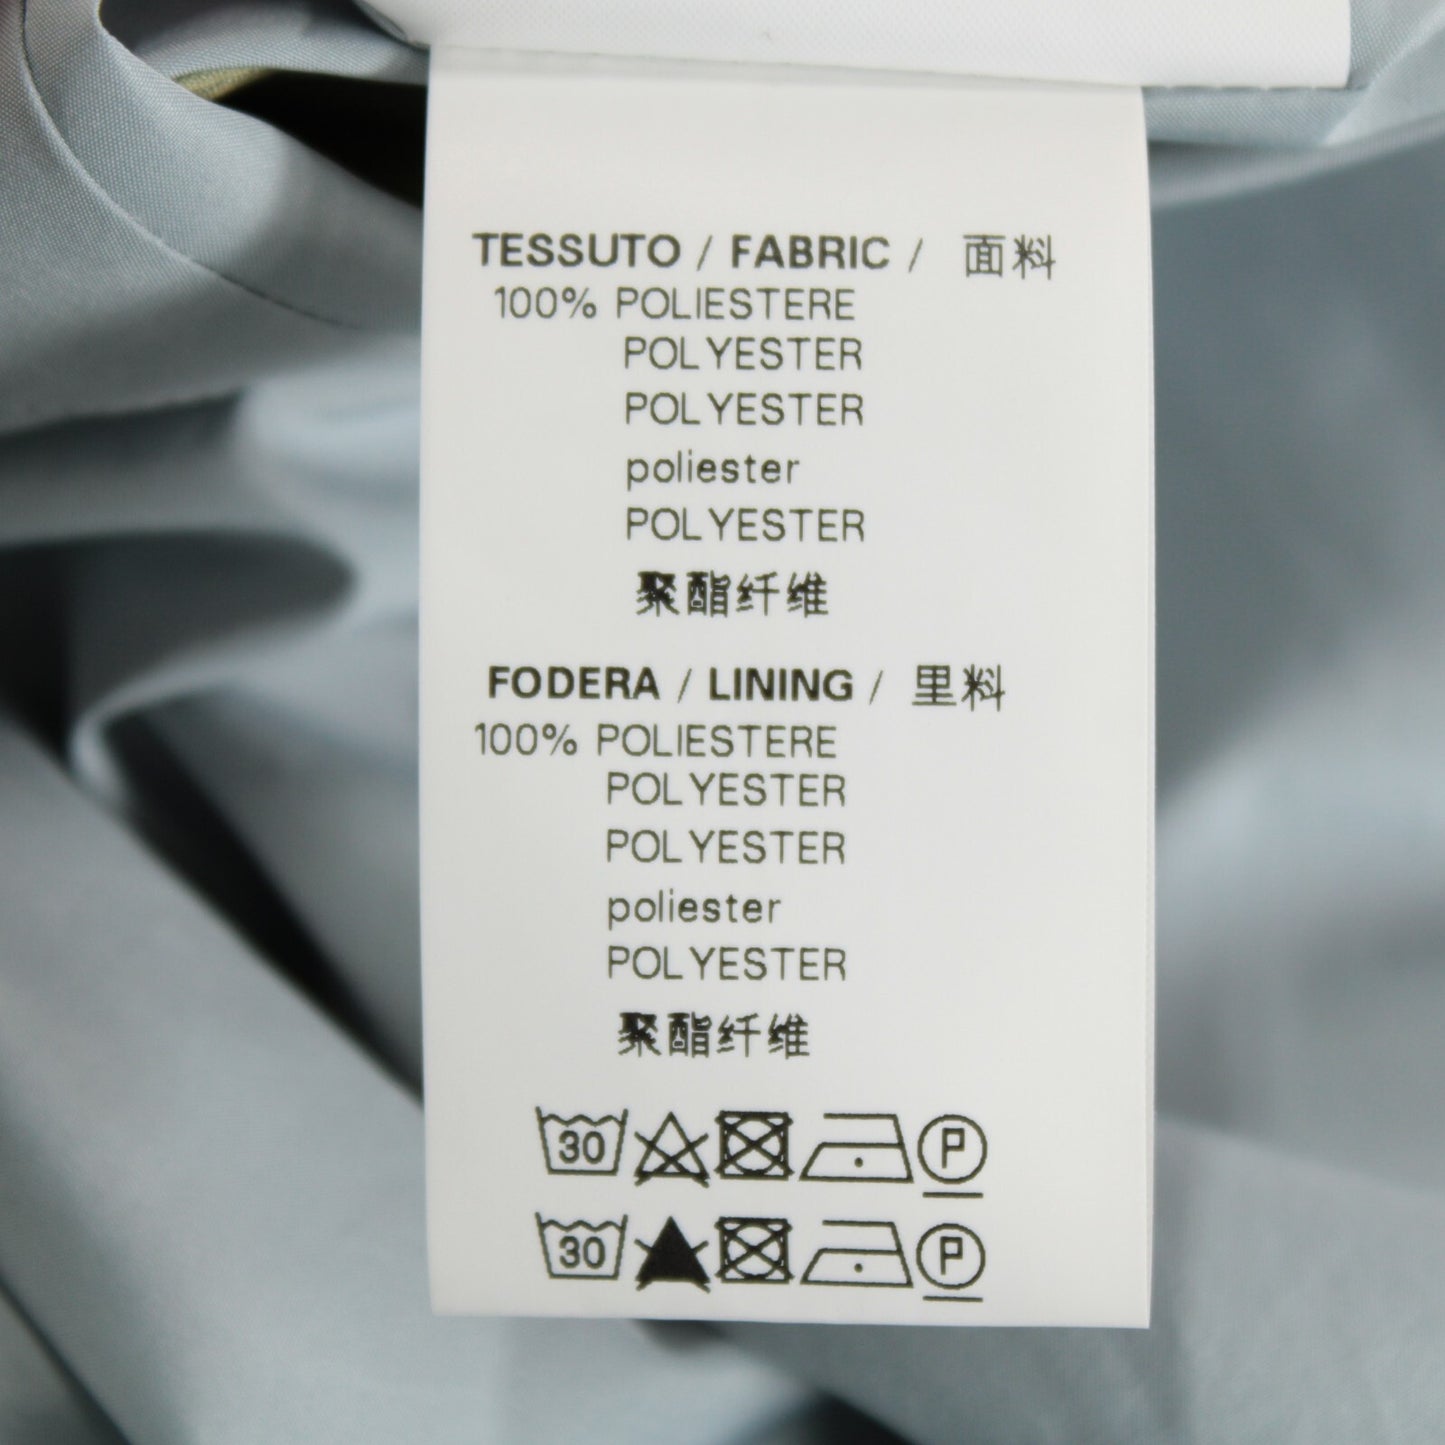 TESSUTO / FABRIC / 面料
100% POLIESTERE
POLYESTER
POLYESTER
poliester
POLYESTER
聚酯纤维
FODERA / LINING / 里料
100% POLIESTERE
POLYESTER
POLYESTER
poliester
POLYESTER
聚酯纤维
30 P
30 P